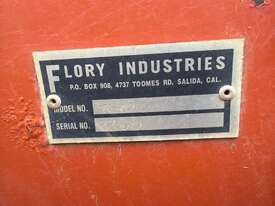 FLORY INDUSTRIES
P.O. BOX 908, 4737 TOOMES RD, SALIDA, CAL.
MODEL NO.
SERIAL NO.